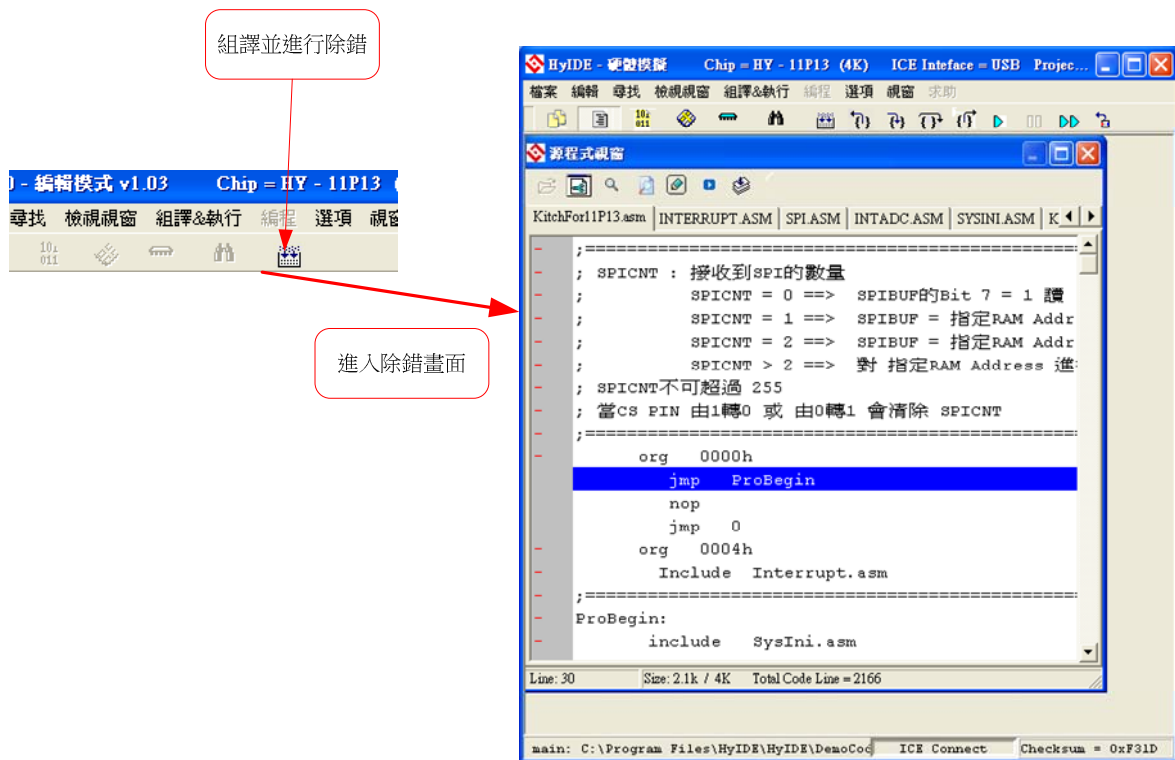 組譯並進行除錯
- 編輯模式 v1.03 Chip = HY - 11P13
尋找 檢視視窗 組譯&執行 編程 選項 視窗
進入除錯畫面
HyIDE - 硬體模擬 Chip = HY - 11P13 (4K) ICE Inteface = USB Projec...
檔案 編輯 尋找 檢視視窗 組譯&執行 編程 選項 視窗 求助
源程式視窗
KitchFor11P13.asm INTERRUPT.ASM SPI.ASM INTADC.ASM SYSINI.ASM K
;================================================
; SPICNT : 接收到SPI的數量
; SPICNT = 0 ==> SPIBUF的Bit 7 = 1 讀
; SPICNT = 1 ==> SPIBUF = 指定RAM Addr
; SPICNT = 2 ==> SPIBUF = 指定RAM Addr
; SPICNT > 2 ==> 對 指定RAM Address 進
; SPICNT不可超過 255
; 當CS PIN 由1轉0 或 由0轉1 會清除 SPICNT
;================================================
org 0000h
jmp ProBegin
nop
jmp 0
org 0004h
Include Interrupt.asm
;================================================
ProBegin:
include SysIni.asm
Line: 30 Size: 2.1k / 4K Total Code Line = 2166
main: C:\Program Files\HyIDE\HyIDE\DemoCod ICE Connect Checksum = 0xF31D